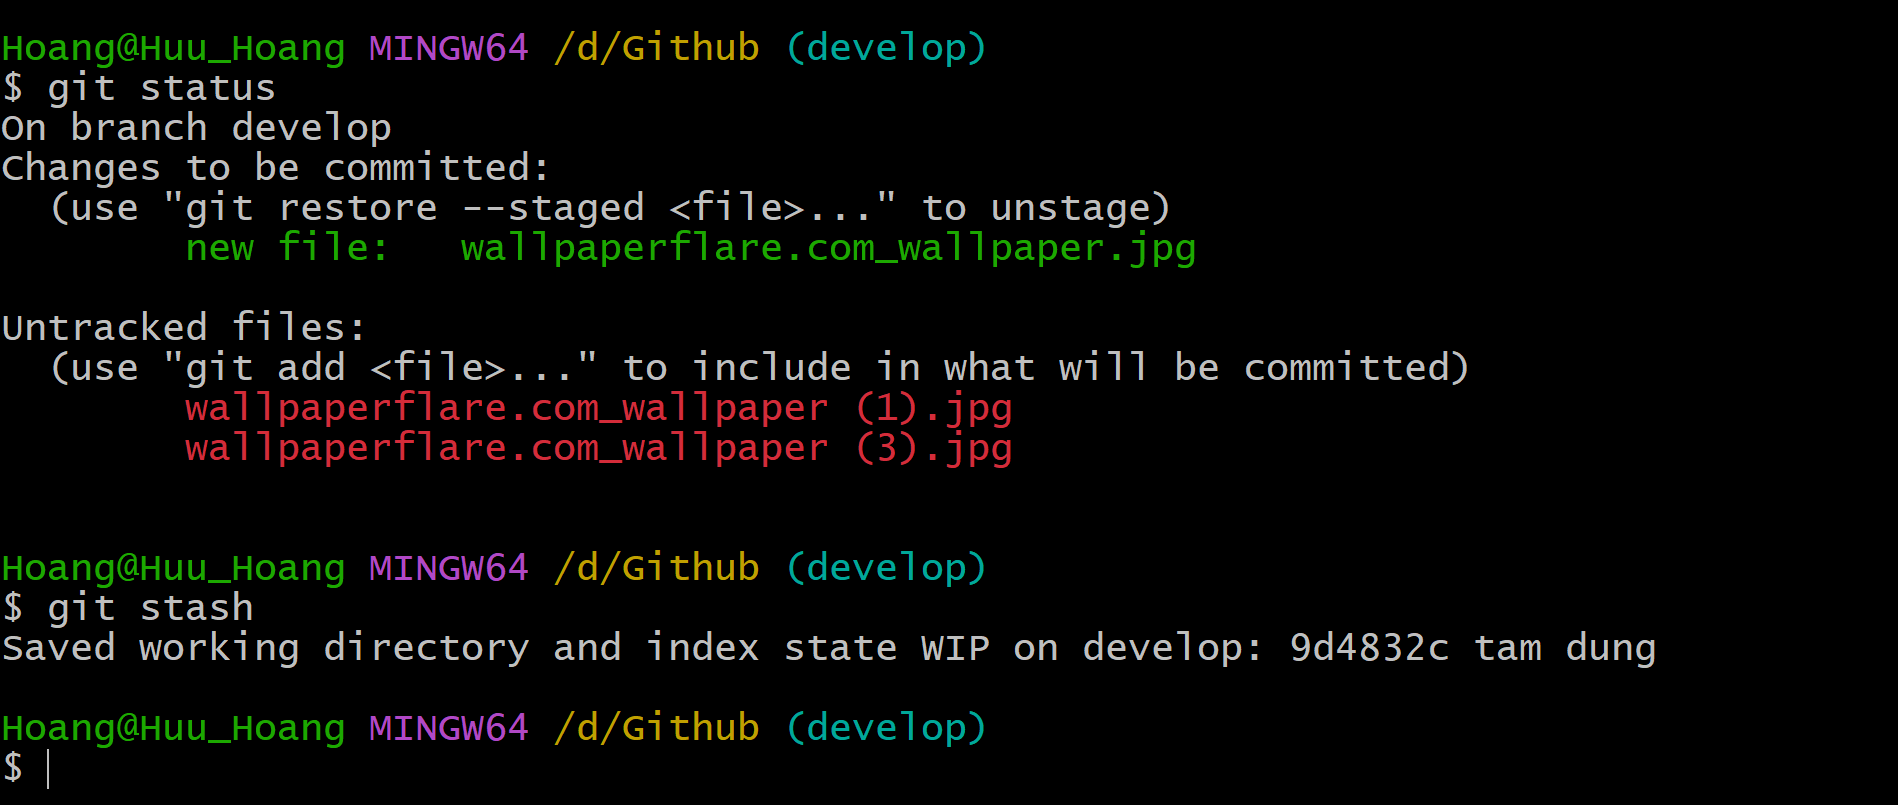 Hoang@Huu_Hoang MINGW64 /d/Github (develop)
$ git status
On branch develop
Changes to be committed:
  (use "git restore --staged <file>..." to unstage)
        new file:   wallpaperflare.com_wallpaper.jpg

Untracked files:
  (use "git add <file>..." to include in what will be committed)
        wallpaperflare.com_wallpaper (1).jpg
        wallpaperflare.com_wallpaper (3).jpg

Hoang@Huu_Hoang MINGW64 /d/Github (develop)
$ git stash
Saved working directory and index state WIP on develop: 9d4832c tam dung

Hoang@Huu_Hoang MINGW64 /d/Github (develop)
$